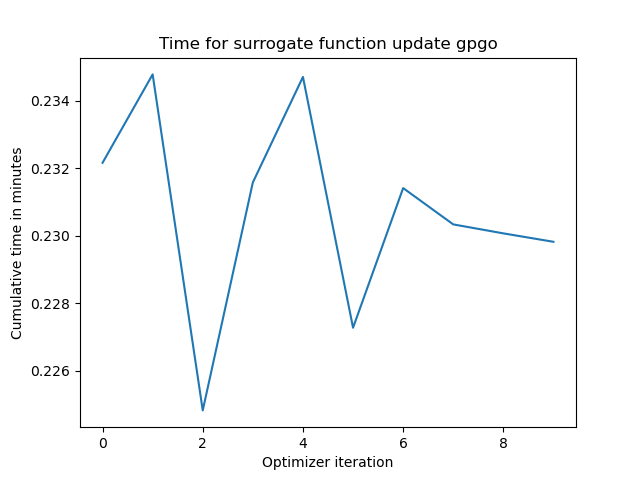 Time for surrogate function update gpgo
0.234
0.232
0.230
0.228
0.226
Cumulative time in minutes
0 2 4 6 8
Optimizer iteration